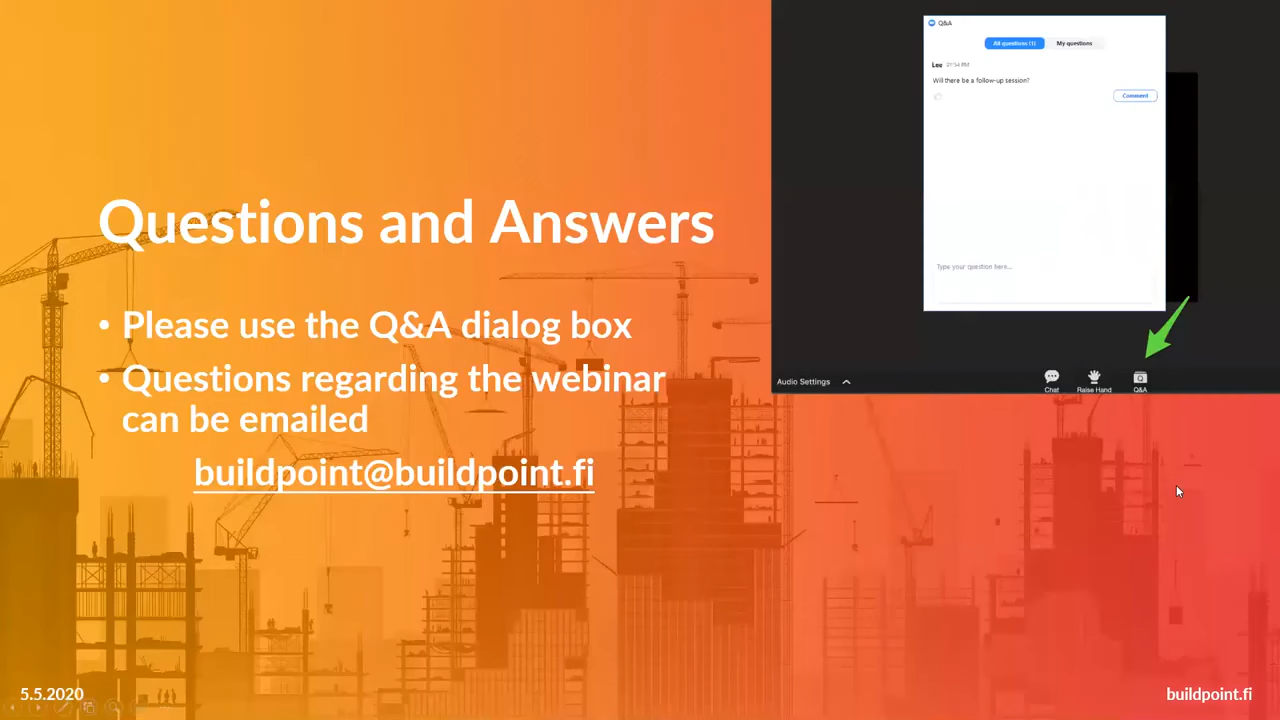 Questions and Answers
• Please use the Q&A dialog box
• Questions regarding the webinar
can be emailed
buildpoint@buildpoint.fi
5.5.2020
buildpoint.fi
Q&A
All questions (1)
My questions
Lee
Will there be a follow-up session?
Comment
Type your question here...
Audio Settings
Chat
Raise Hand
Q&A